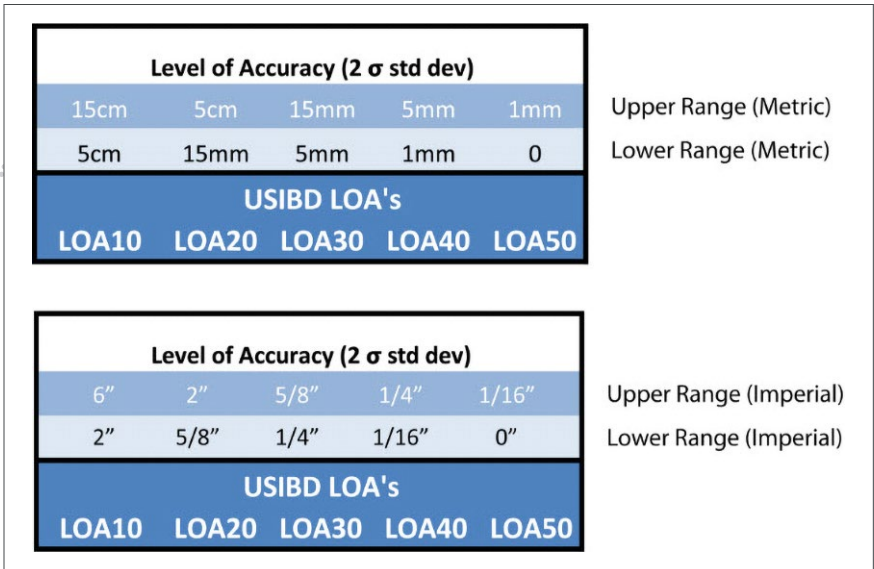 Level of Accuracy (2 σ std dev)
15cm 5cm 15mm 5mm 1mm Upper Range (Metric)
5cm 15mm 5mm 1mm 0 Lower Range (Metric)
USIBD LOA's
LOA10 LOA20 LOA30 LOA40 LOA50
Level of Accuracy (2 σ std dev)
6” 2” 5/8” 1/4” 1/16” Upper Range (Imperial)
2” 5/8” 1/4” 1/16” 0” Lower Range (Imperial)
USIBD LOA's
LOA10 LOA20 LOA30 LOA40 LOA50